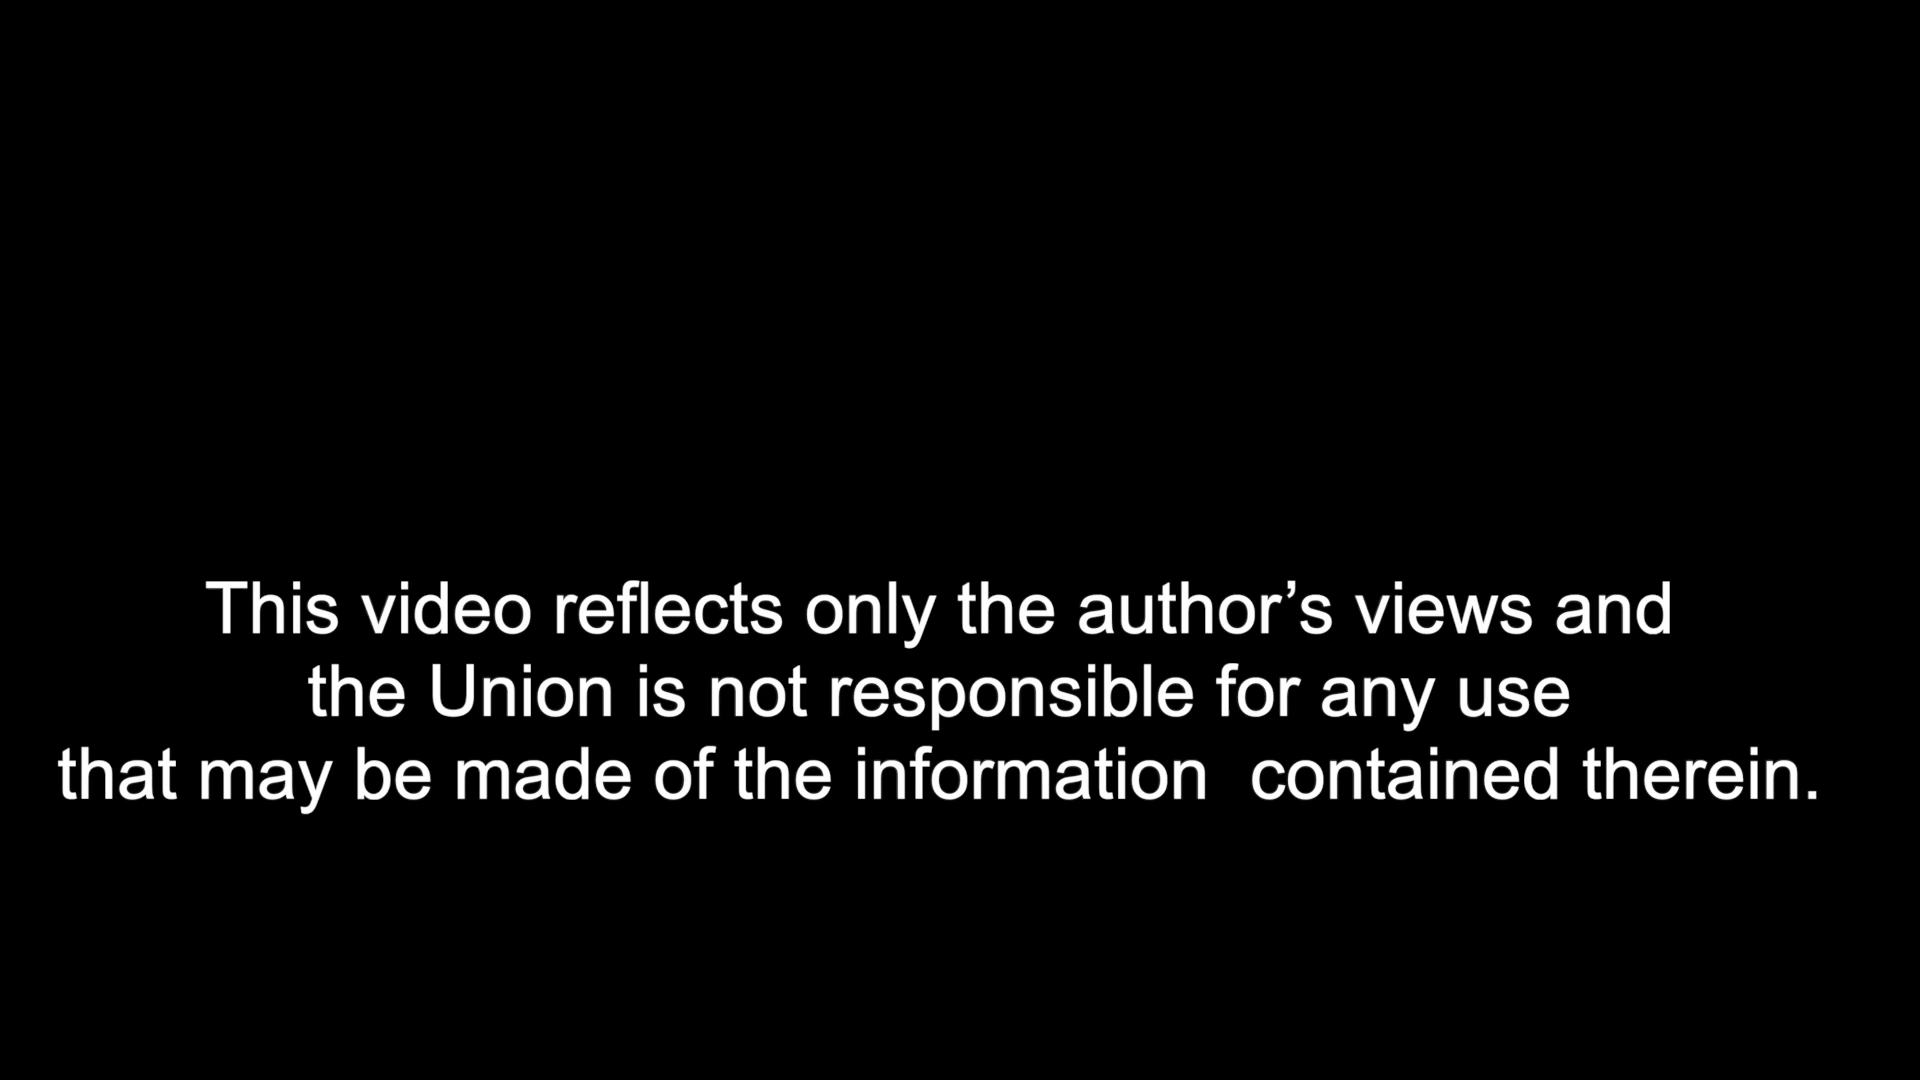 This video reflects only the author’s views and
the Union is not responsible for any use
that may be made of the information  contained therein.